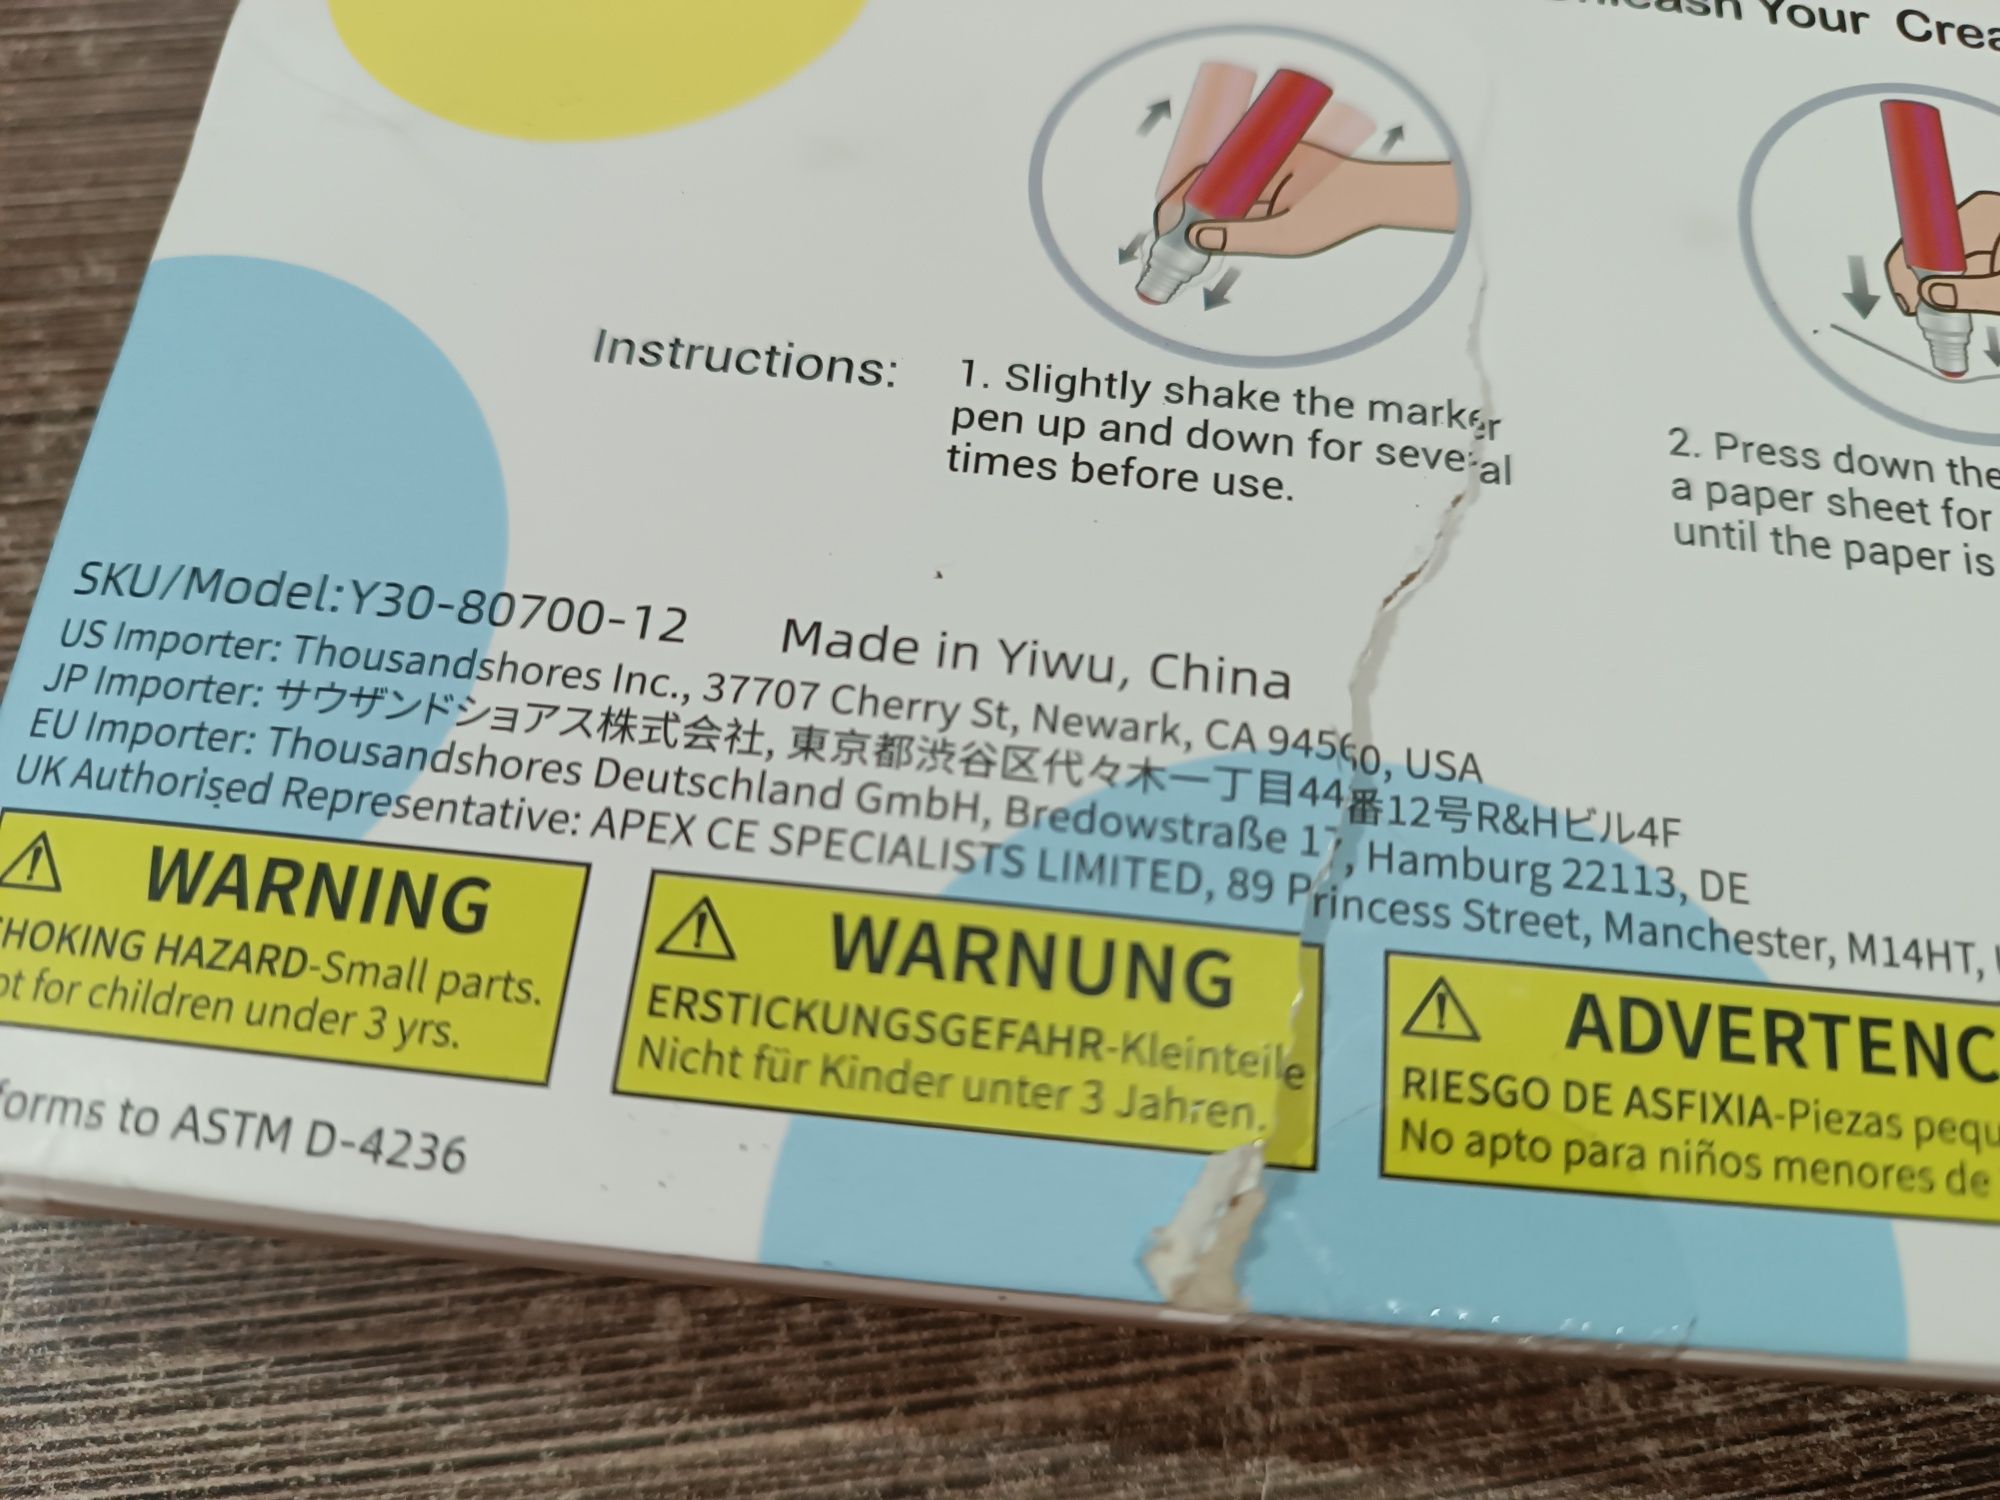 Your
Instructions:
1. Slightly shake the marker
pen up and down for several
times before use.
2. Press down the
a paper sheet for
until the paper is
SKU/Model:Y30-80700-12 Made in Yiwu, China
US Importer: Thousandshores Inc., 37707 Cherry St, Newark, CA 94560, USA
JP Importer: サウザンドショアス株式会社, 東京都渋谷区代々木一丁目44番12号R&Hビル4F
EU Importer: Thousandshores Deutschland GmbH, Bredowstraße 17, Hamburg 22113, DE
UK Authorised Representative: APEX CE SPECIALISTS LIMITED, 89 Princess Street, Manchester, M14HT,
WARNING
HOKING HAZARD-Small parts.
ot for children under 3 yrs.
WARNUNG
ERSTICKUNGSGEFAHR-Kleinteile
Nicht für Kinder unter 3 Jahren.
ADVERTENC
RIESGO DE ASFIXIA-Piezas pequ
No apto para niños menores de
forms to ASTM D-4236